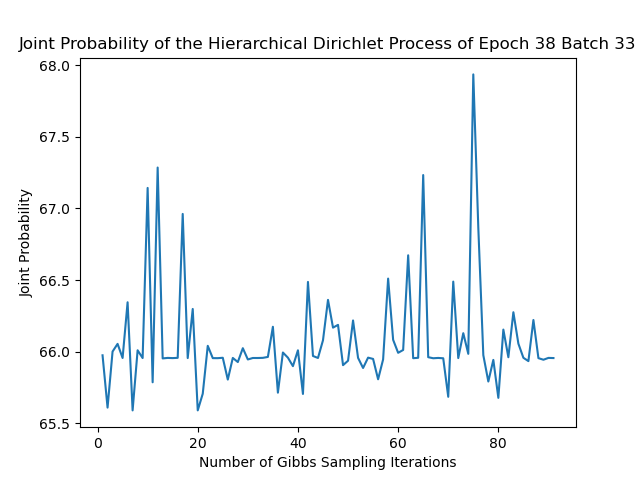 Joint Probability of the Hierarchical Dirichlet Process of Epoch 38 Batch 33
68.0
67.5
67.0
66.5
66.0
65.5
Joint Probability
0 20 40 60 80
Number of Gibbs Sampling Iterations